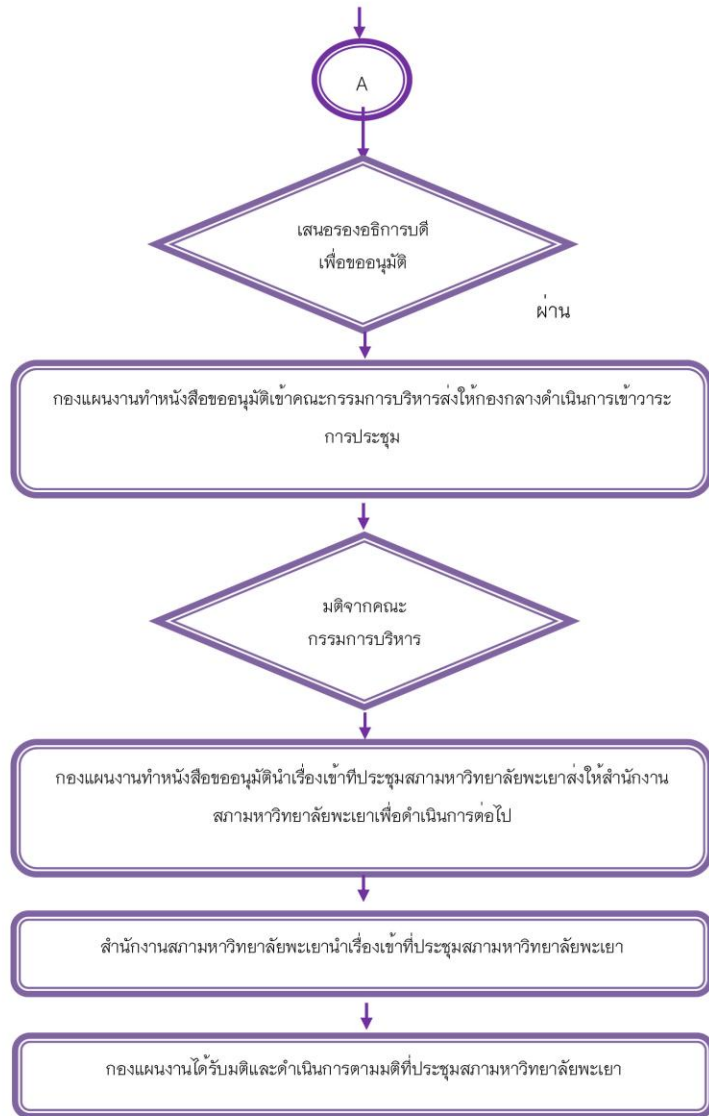 A
เสนอรองอธิการบดี
เพื่อขออนุมัติ
ผ่าน
กองแผนงานทำหนังสือขออนุมัติเข้าคณะกรรมการบริหารส่งให้กองกลางดำเนินการเข้าวาระ
การประชุม
มติจากคณะ
กรรมการบริหาร
กองแผนงานทำหนังสือขออนุมัตินำเรื่องเข้าที่ประชุมสภามหาวิทยาลัยพะเยาส่งให้สำนักงาน
สภามหาวิทยาลัยพะเยาเพื่อดำเนินการต่อไป
สำนักงานสภามหาวิทยาลัยพะเยานำเรื่องเข้าที่ประชุมสภามหาวิทยาลัยพะเยา
กองแผนงานได้รับมติและดำเนินการตามมติที่ประชุมสภามหาวิทยาลัยพะเยา